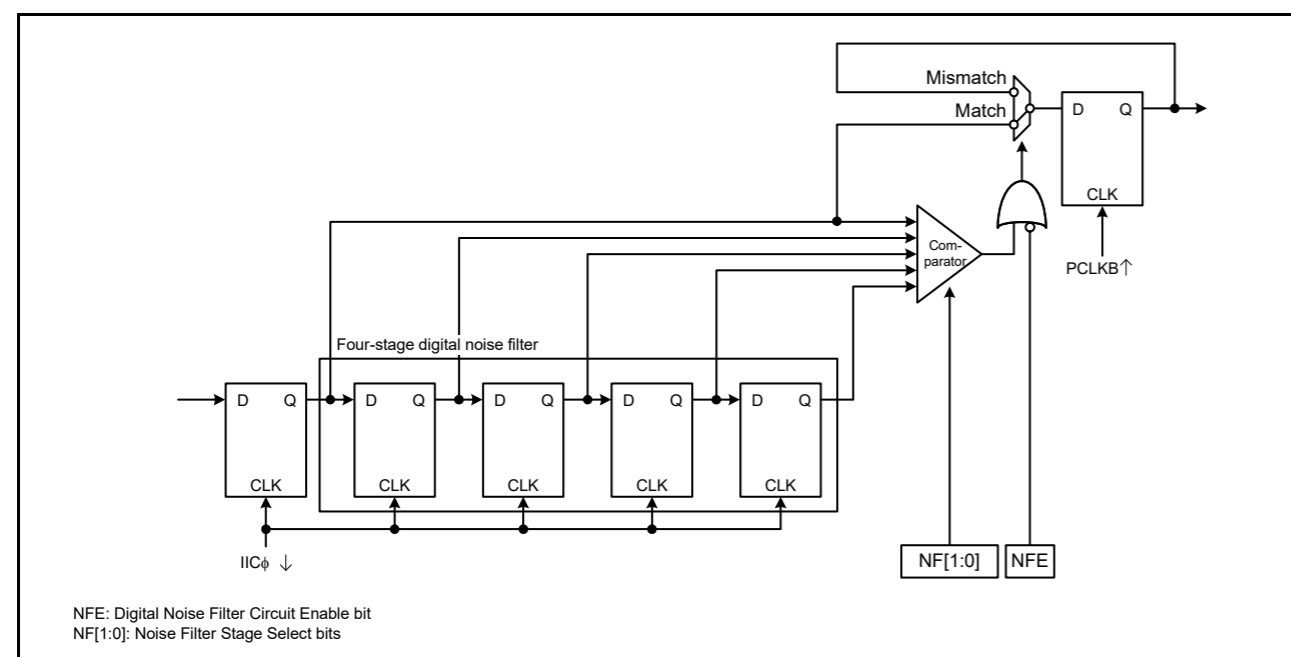 Mismatch
Match
D Q
CLK
PCLKB↑
Com-
parator
Four-stage digital noise filter
D Q D Q D Q D Q D Q
CLK CLK CLK CLK CLK
IICϕ ↓
NF[1:0] NFE
NFE: Digital Noise Filter Circuit Enable bit
NF[1:0]: Noise Filter Stage Select bits